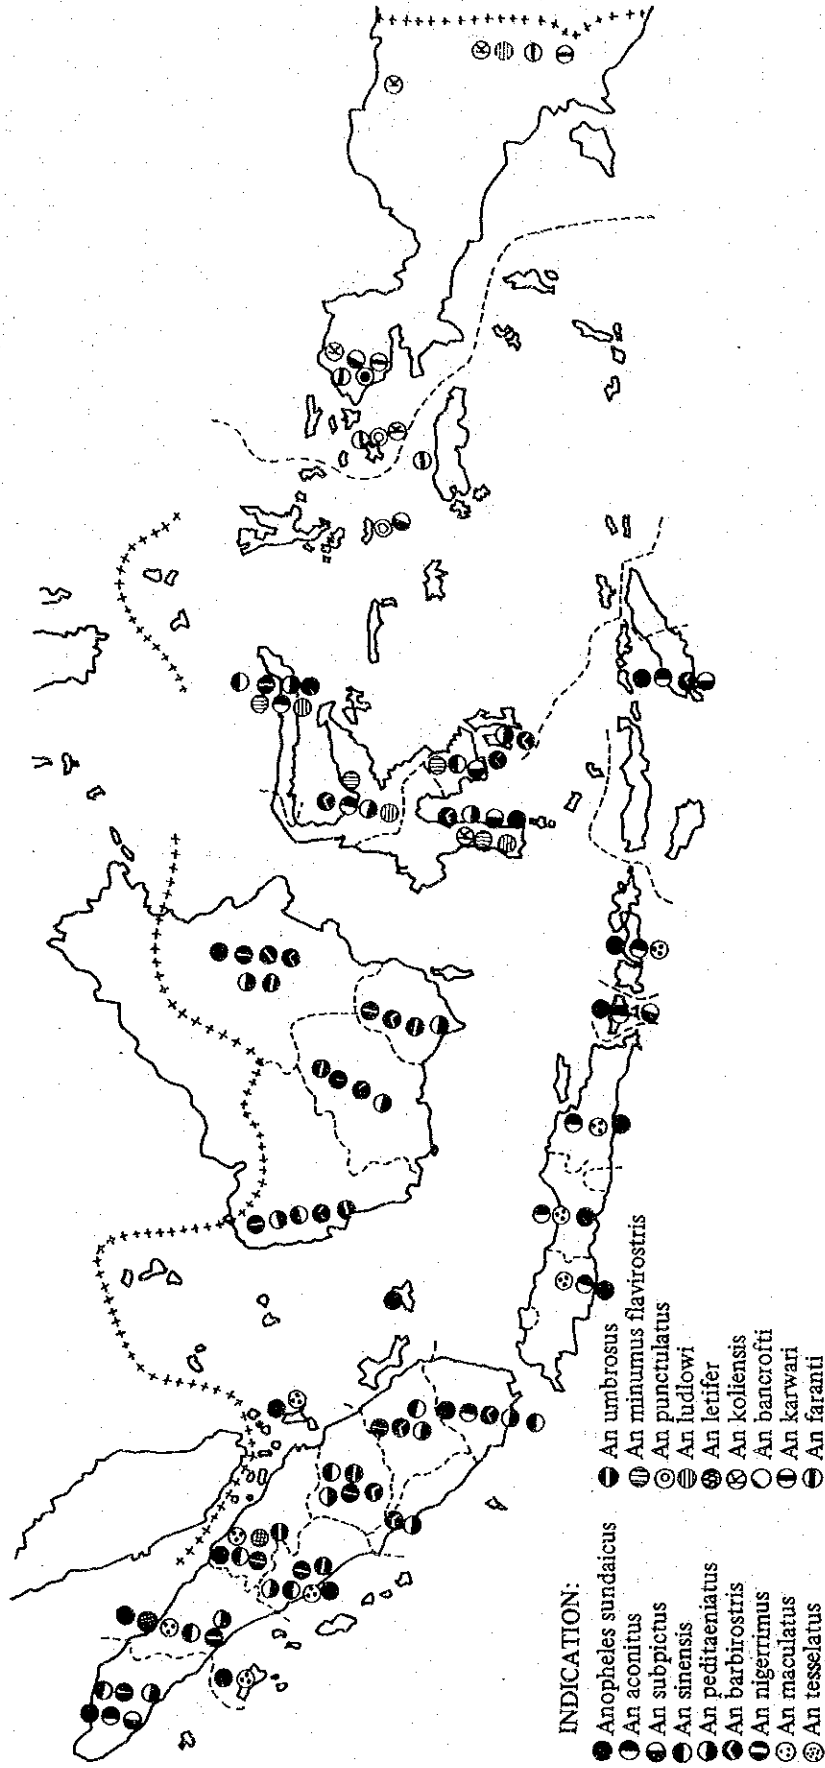 INDICATION:
Anopheles sundaicus
An aconitus
An subpictus
An sinensis
An peditaeniatus
An barbirostris
An nigerrimus
An maculatus
An tesselatus
An umbrosus
An minumus flavirostris
An punctulatus
An ludlowi
An letifer
An koliensis
An bancrofti
An karwari
An faranti